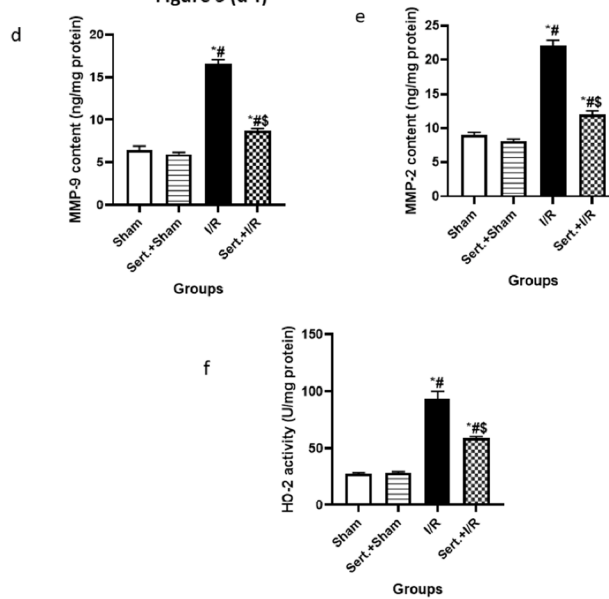 d
MMP-9 content (ng/mg protein)
20
15
10
5
0
*#
*#$
Sham
Sert.+Sham
I/R
Sert.+I/R
Groups
e
MMP-2 content (ng/mg protein)
25
20
15
10
5
0
*#
*#$
Sham
Sert.+Sham
I/R
Sert.+I/R
Groups
f
HO-2 activity (U/mg protein)
150
100
50
0
*#
*#$
Sham
Sert.+Sham
I/R
Sert.+I/R
Groups